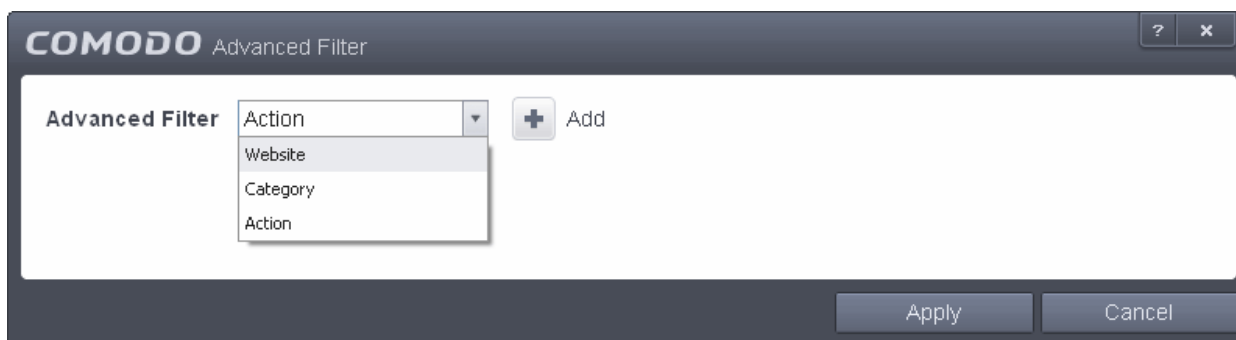 COMODO Advanced Filter ? x
Advanced Filter Action + Add
Website
Category
Action
Apply Cancel